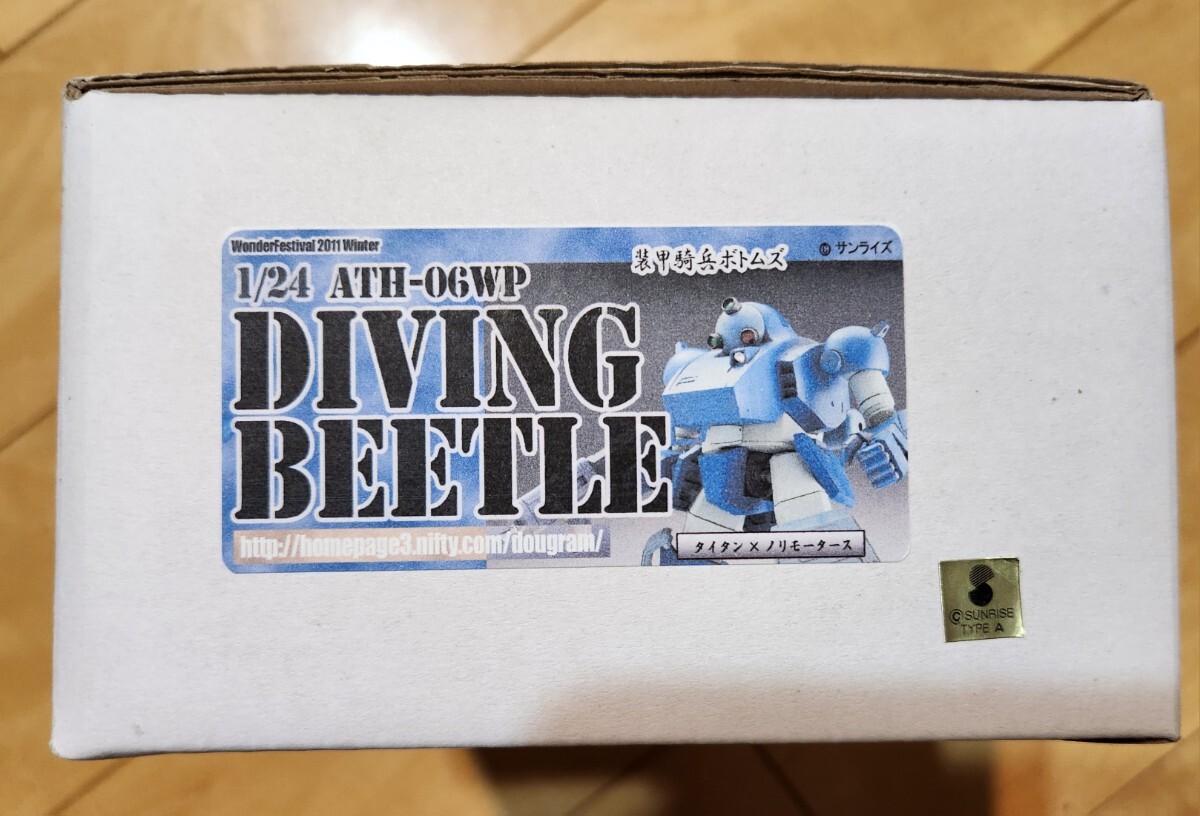 WonderFestival 2011 Winter
装甲騎兵ボトムズ
© サンライズ
1/24 ATH-06WP
DIVING
BEETLE
http://homepage3.nifty.com/dougram/
タイタン×ノリモータース
© SUNRISE
TYPE A